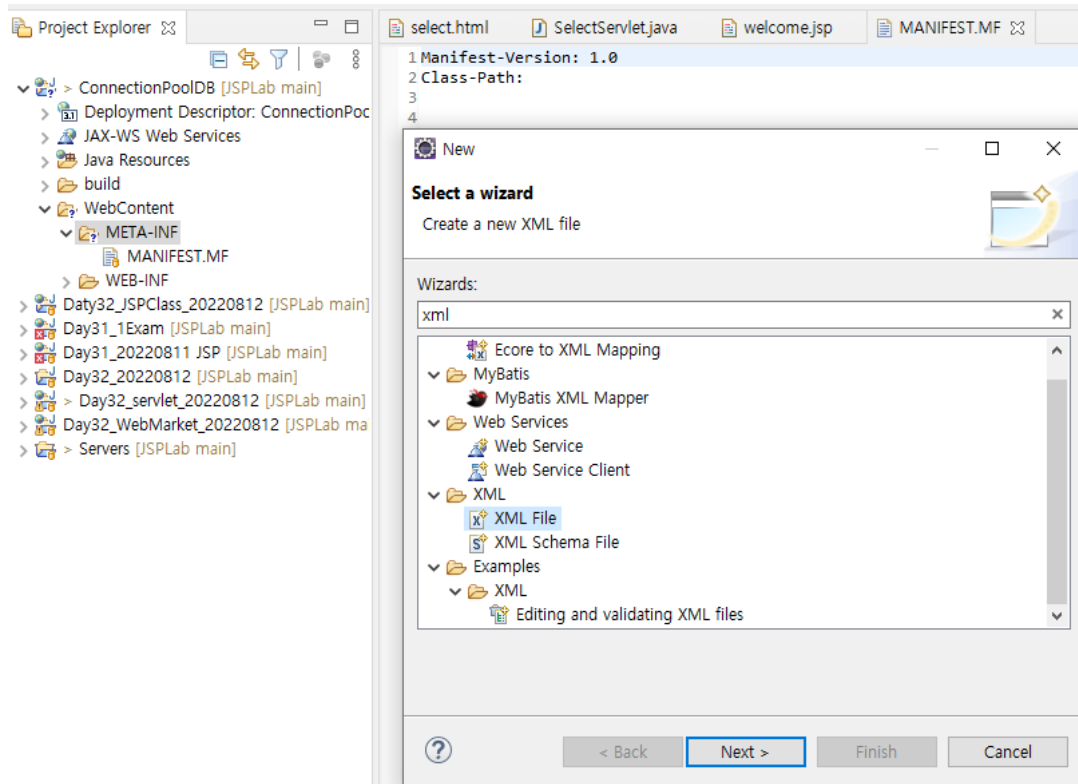 Project Explorer
> ConnectionPoolDB [JSPLab main]
Deployment Descriptor: ConnectionPoc
JAX-WS Web Services
Java Resources
build
WebContent
META-INF
MANIFEST.MF
WEB-INF
Daty32_JSPClass_20220812 [JSPLab main]
Day31_1Exam [JSPLab main]
Day31_20220811 JSP [JSPLab main]
Day32_20220812 [JSPLab main]
> Day32_servlet_20220812 [JSPLab main]
Day32_WebMarket_20220812 [JSPLab ma
> Servers [JSPLab main]
select.html SelectServlet.java welcome.jsp MANIFEST.MF
1 Manifest-Version: 1.0
2 Class-Path:
3
4
New
Select a wizard
Create a new XML file
Wizards:
xml
Ecore to XML Mapping
MyBatis
MyBatis XML Mapper
Web Services
Web Service
Web Service Client
XML
XML File
XML Schema File
Examples
XML
Editing and validating XML files
? < Back Next > Finish Cancel